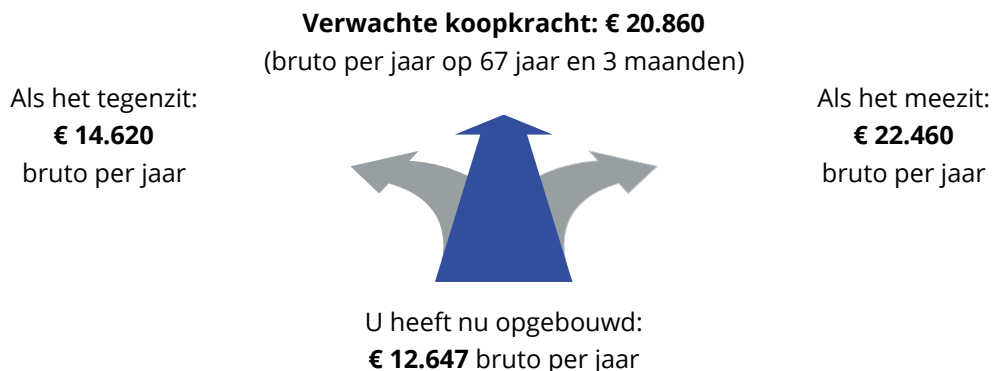 Verwachte koopkracht: € 20.860
(bruto per jaar op 67 jaar en 3 maanden)
Als het tegenzit:
€ 14.620
bruto per jaar
Als het meezit:
€ 22.460
bruto per jaar
U heeft nu opgebouwd:
€ 12.647 bruto per jaar